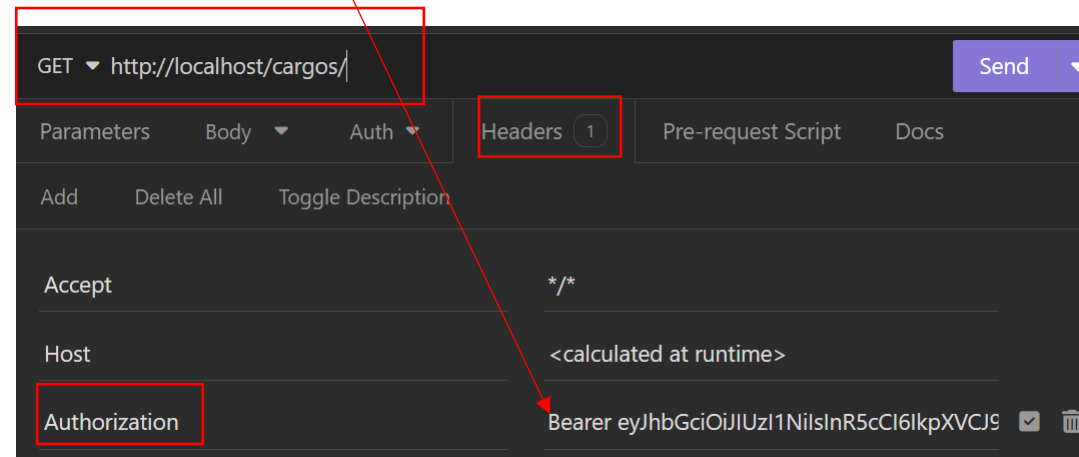 GET http://localhost/cargos/ Send
Parameters Body Auth Headers 1 Pre-request Script Docs
Add Delete All Toggle Description
Accept */*
Host <calculated at runtime>
Authorization Bearer eyJhbGciOiJIUzI1NiIsInR5cCI6IkpXVCJ9